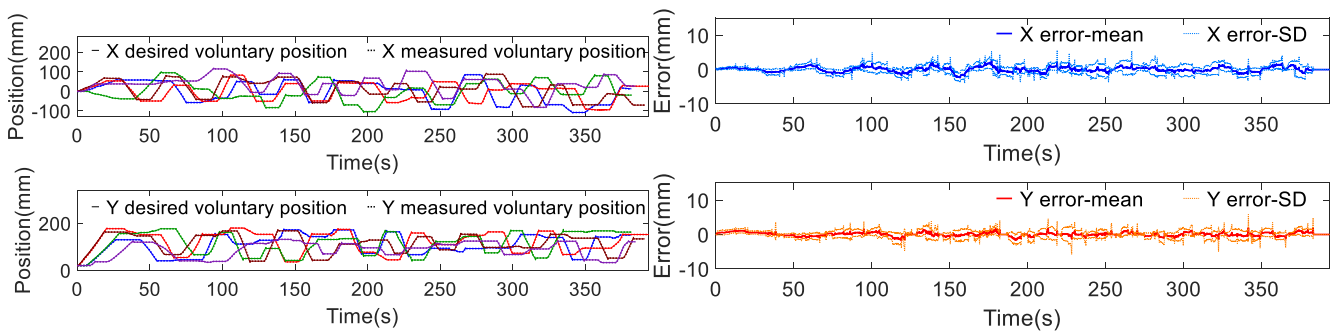 Position(mm)
200
100
0
-100
– X desired voluntary position ·· X measured voluntary position
0 50 100 150 200 250 300 350
Time(s)
Error(mm)
10
0
-10
X error-mean X error-SD
0 50 100 150 200 250 300 350
Time(s)
Position(mm)
200
0
– Y desired voluntary position ·· Y measured voluntary position
0 50 100 150 200 250 300 350
Time(s)
Error(mm)
10
0
-10
Y error-mean Y error-SD
0 50 100 150 200 250 300 350
Time(s)